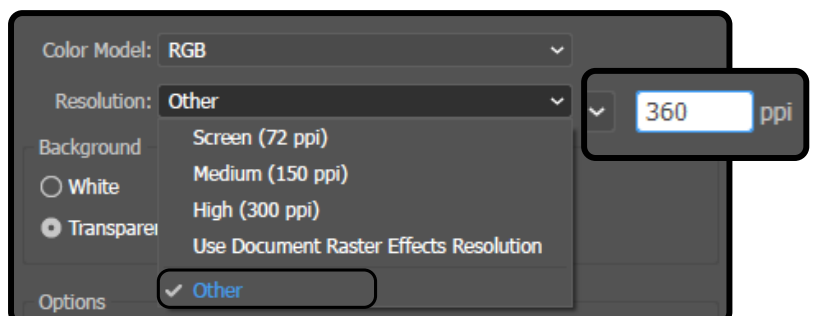 Color Model: RGB
Resolution: Other
360 ppi
Screen (72 ppi)
Background
Medium (150 ppi)
White
High (300 ppi)
Transparen
Use Document Raster Effects Resolution
Other
Options